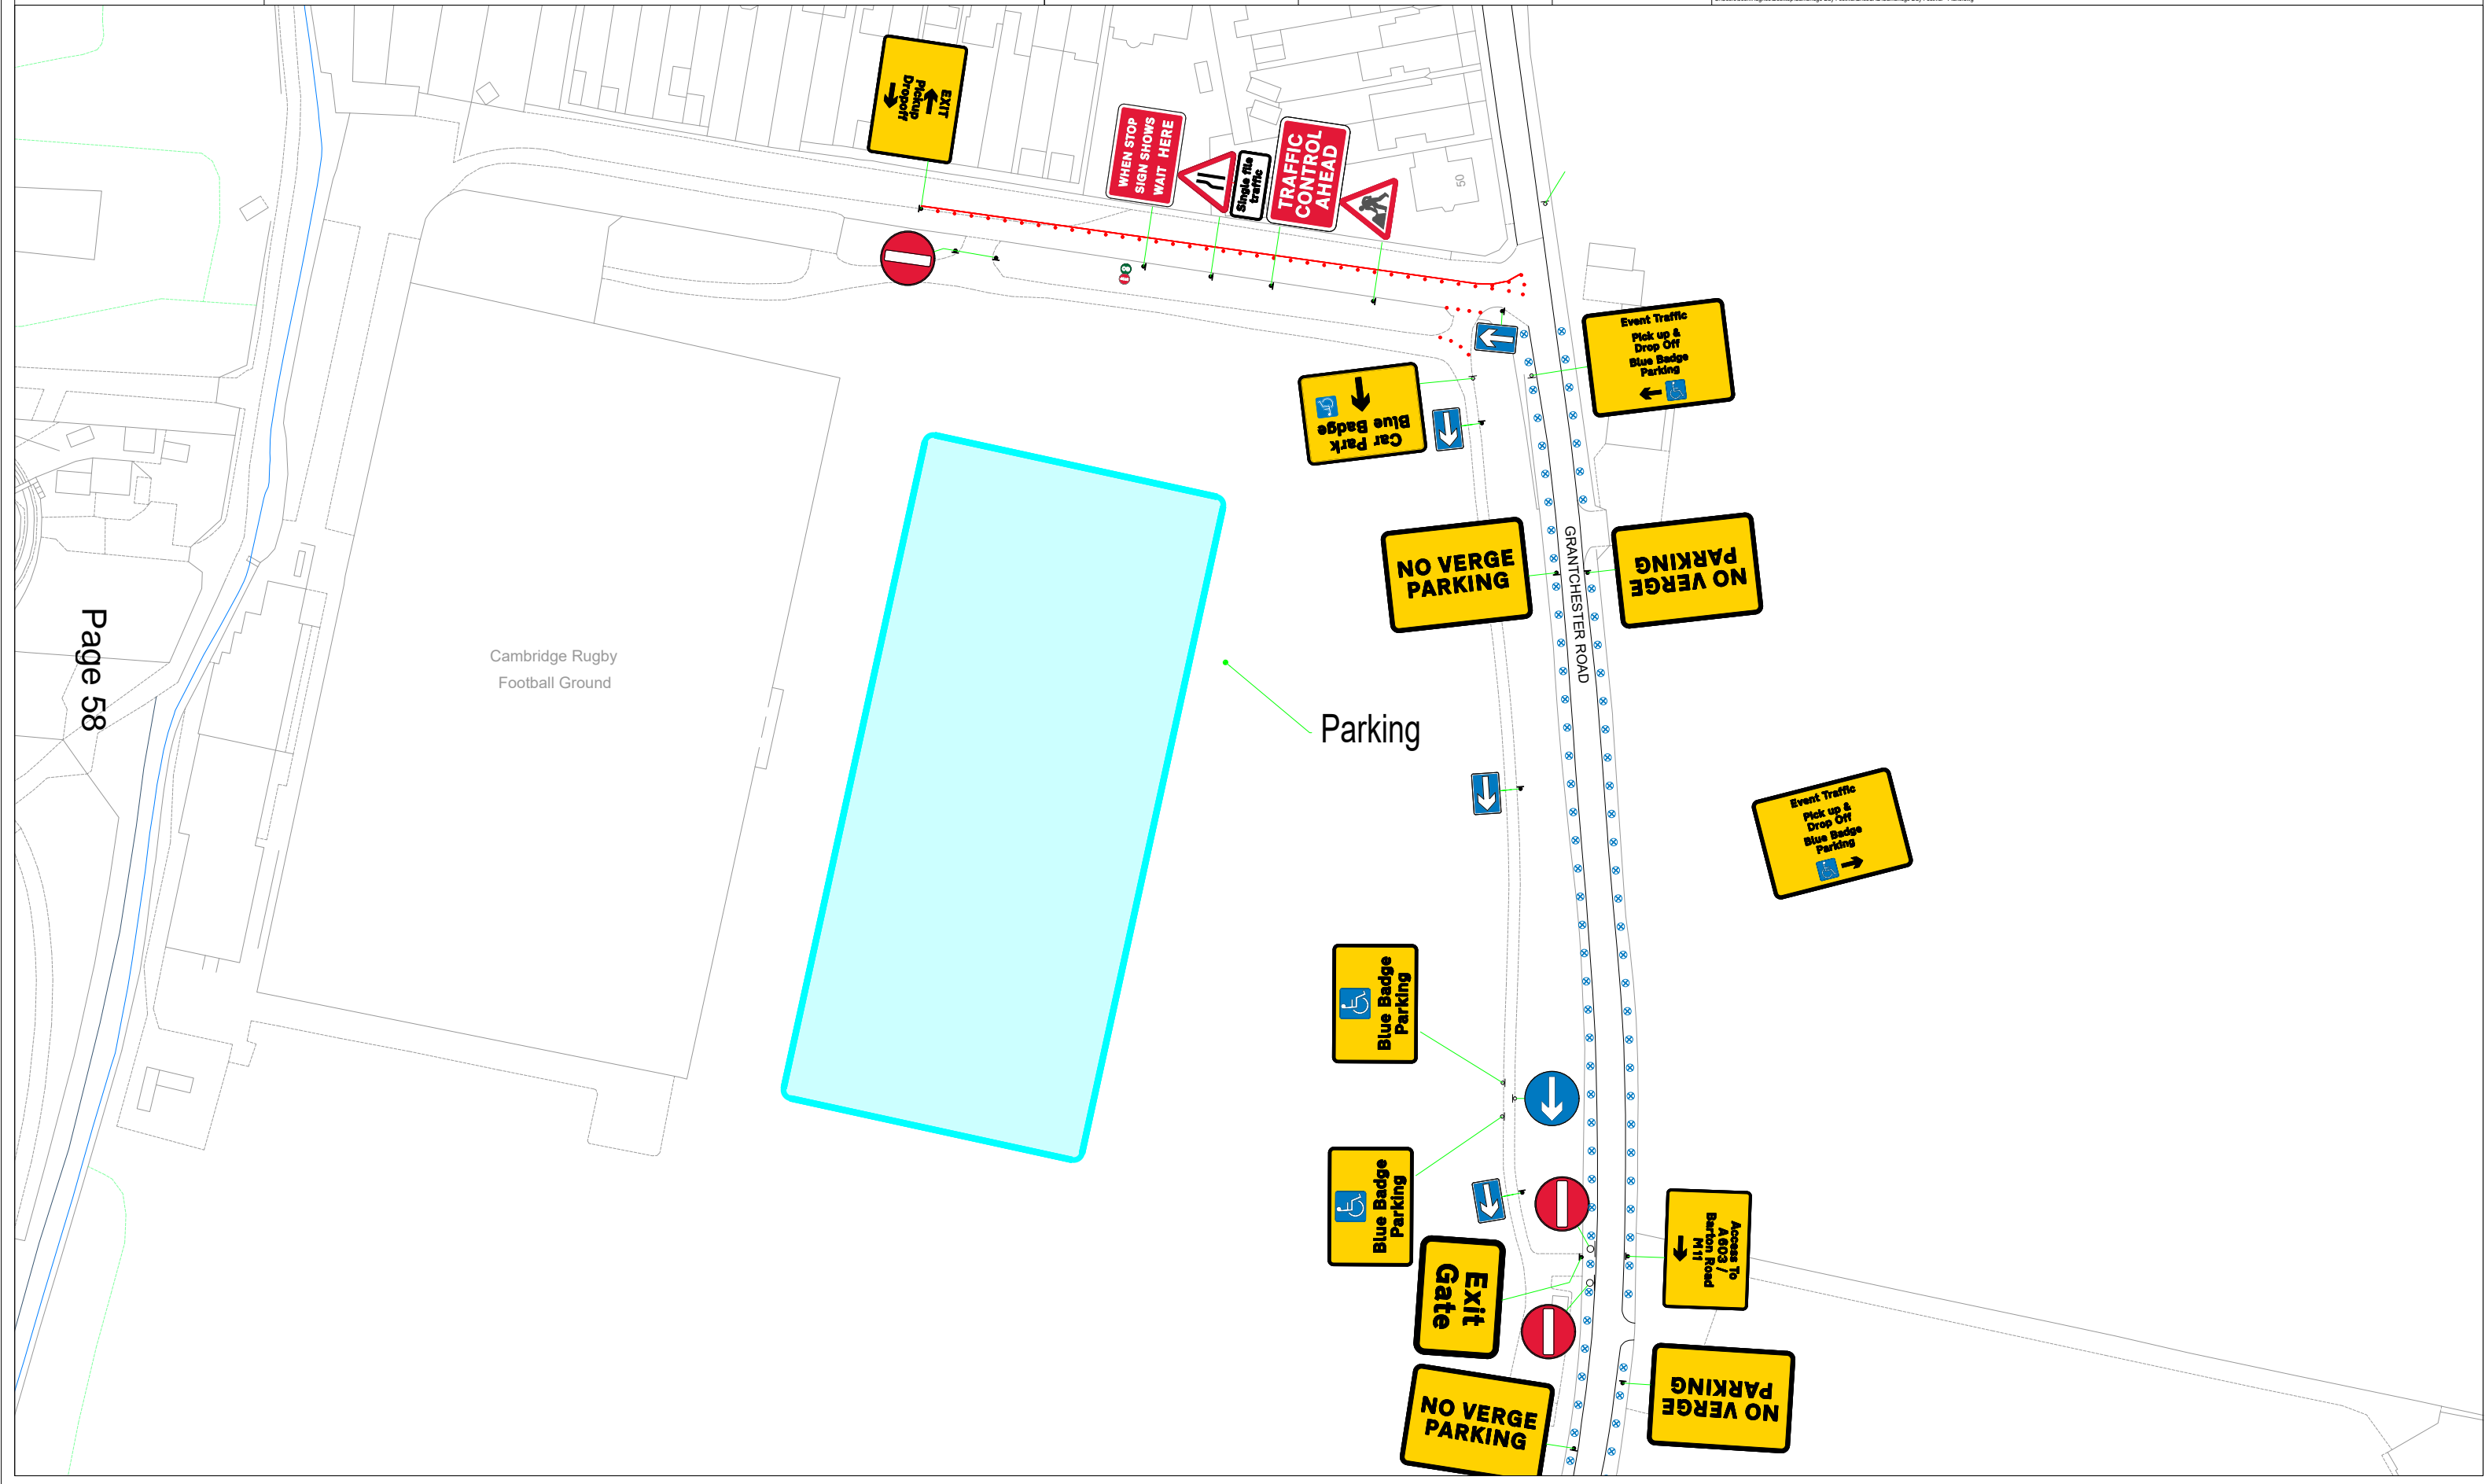 EXIT
Pickup
Dropoff
WHEN STOP
SIGN SHOWS
WAIT HERE
Single file
traffic
TRAFFIC
CONTROL
AHEAD
50
Event Traffic
Pick up &
Drop Off
Blue Badge
Parking
Car Park
Blue Badge
NO VERGE
PARKING
GRANTCHESTER ROAD
NO VERGE
PARKING
Page 58
Cambridge Rugby
Football Ground
Parking
Event Traffic
Pick up &
Drop Off
Blue Badge
Parking
Blue Badge
Parking
Blue Badge
Parking
Exit
Gate
Access To
A603 /
Barton Road
M11
NO VERGE
PARKING
NO VERGE
PARKING